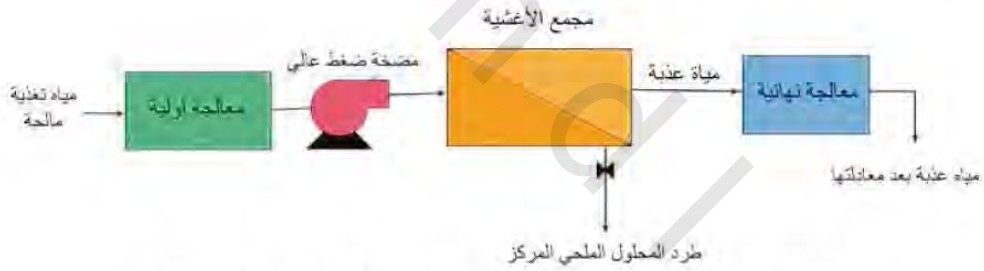 مجمع الأغشية
مضخة ضغط عالي
مياه تغذية
مالحة
معالجه اولية
مياة عذبة
معالجة نهائية
مياه عذبة بعد معادلتها
طرد المحلول الملحي المركز